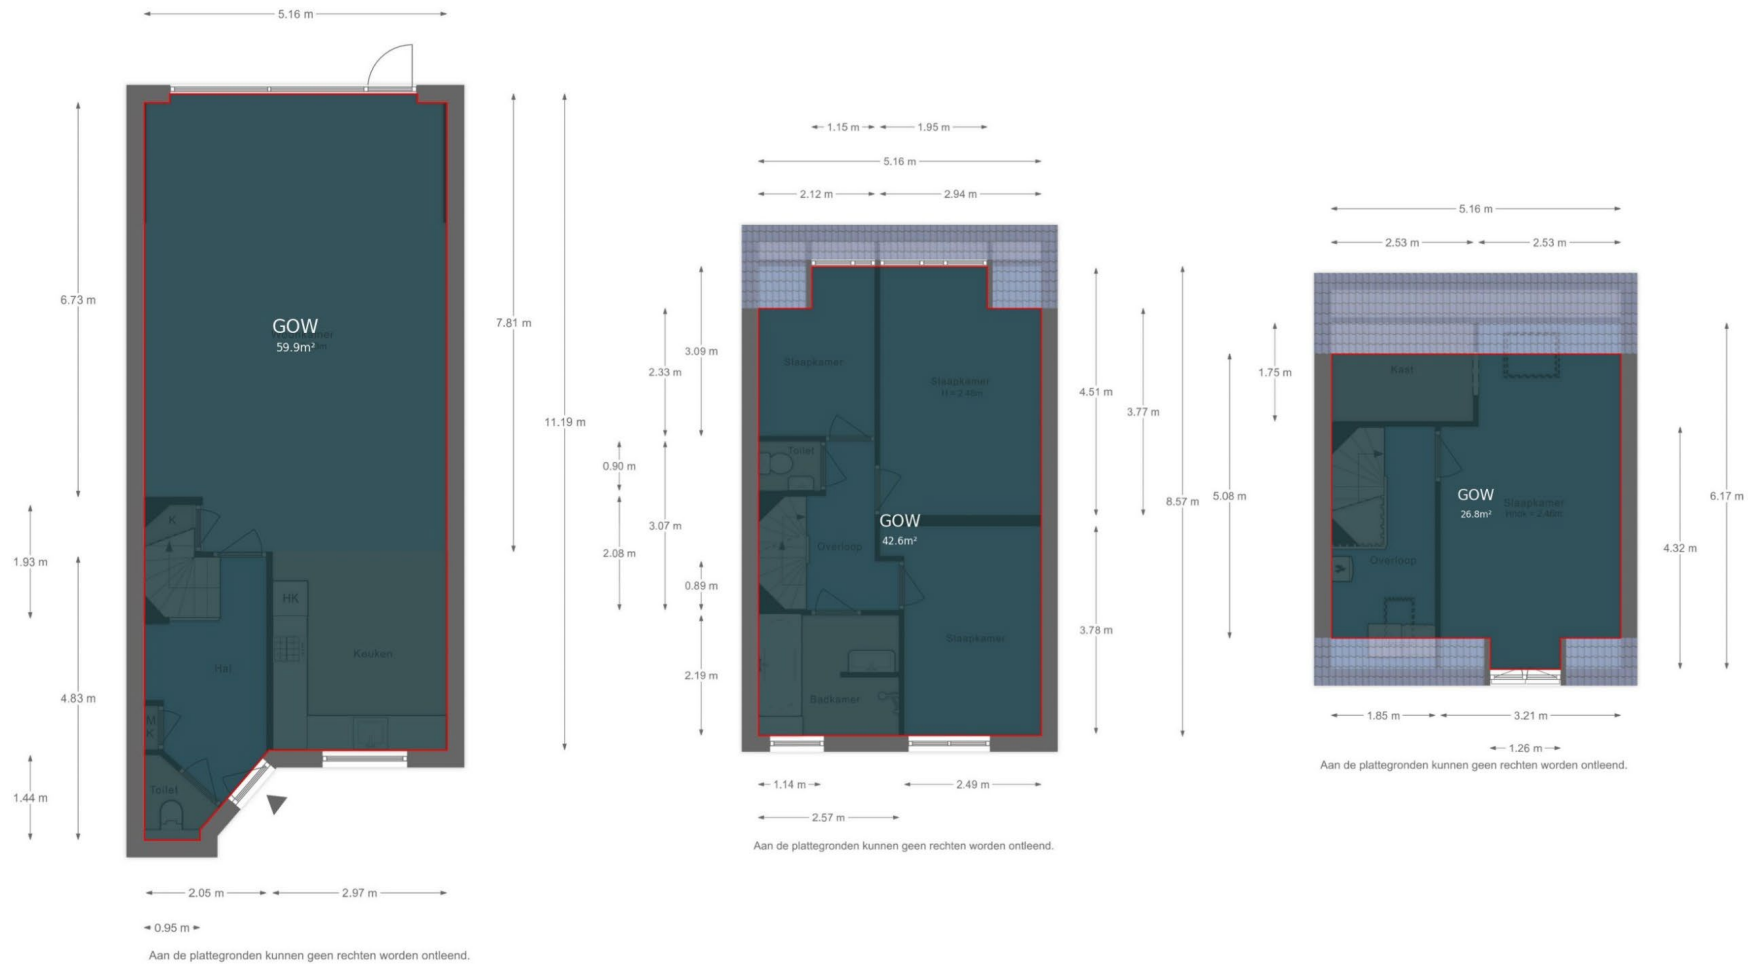 5.16 m
6.73 m
GOW
59.9m²
7.81 m
11.19 m
K
1.93 m
HK
Keuken
Hal
4.83 m
M
K
1.44 m
Toilet
2.05 m
2.97 m
0.95 m
Aan de plattegronden kunnen geen rechten worden ontleend.
1.15 m
1.95 m
5.16 m
2.12 m
2.94 m
3.09 m
2.33 m
Slaapkamer
Slaapkamer
4.51 m
3.77 m
Toilet
0.90 m
8.57 m
3.07 m
GOW
42.6m²
Overloop
2.08 m
0.89 m
3.78 m
Slaapkamer
2.19 m
Badkamer
1.14 m
2.49 m
2.57 m
Aan de plattegronden kunnen geen rechten worden ontleend.
5.16 m
2.53 m
2.53 m
Kast
1.75 m
GOW
26.8m²
Slaapkamer
5.08 m
6.17 m
4.32 m
Overloop
1.85 m
3.21 m
1.26 m
Aan de plattegronden kunnen geen rechten worden ontleend.